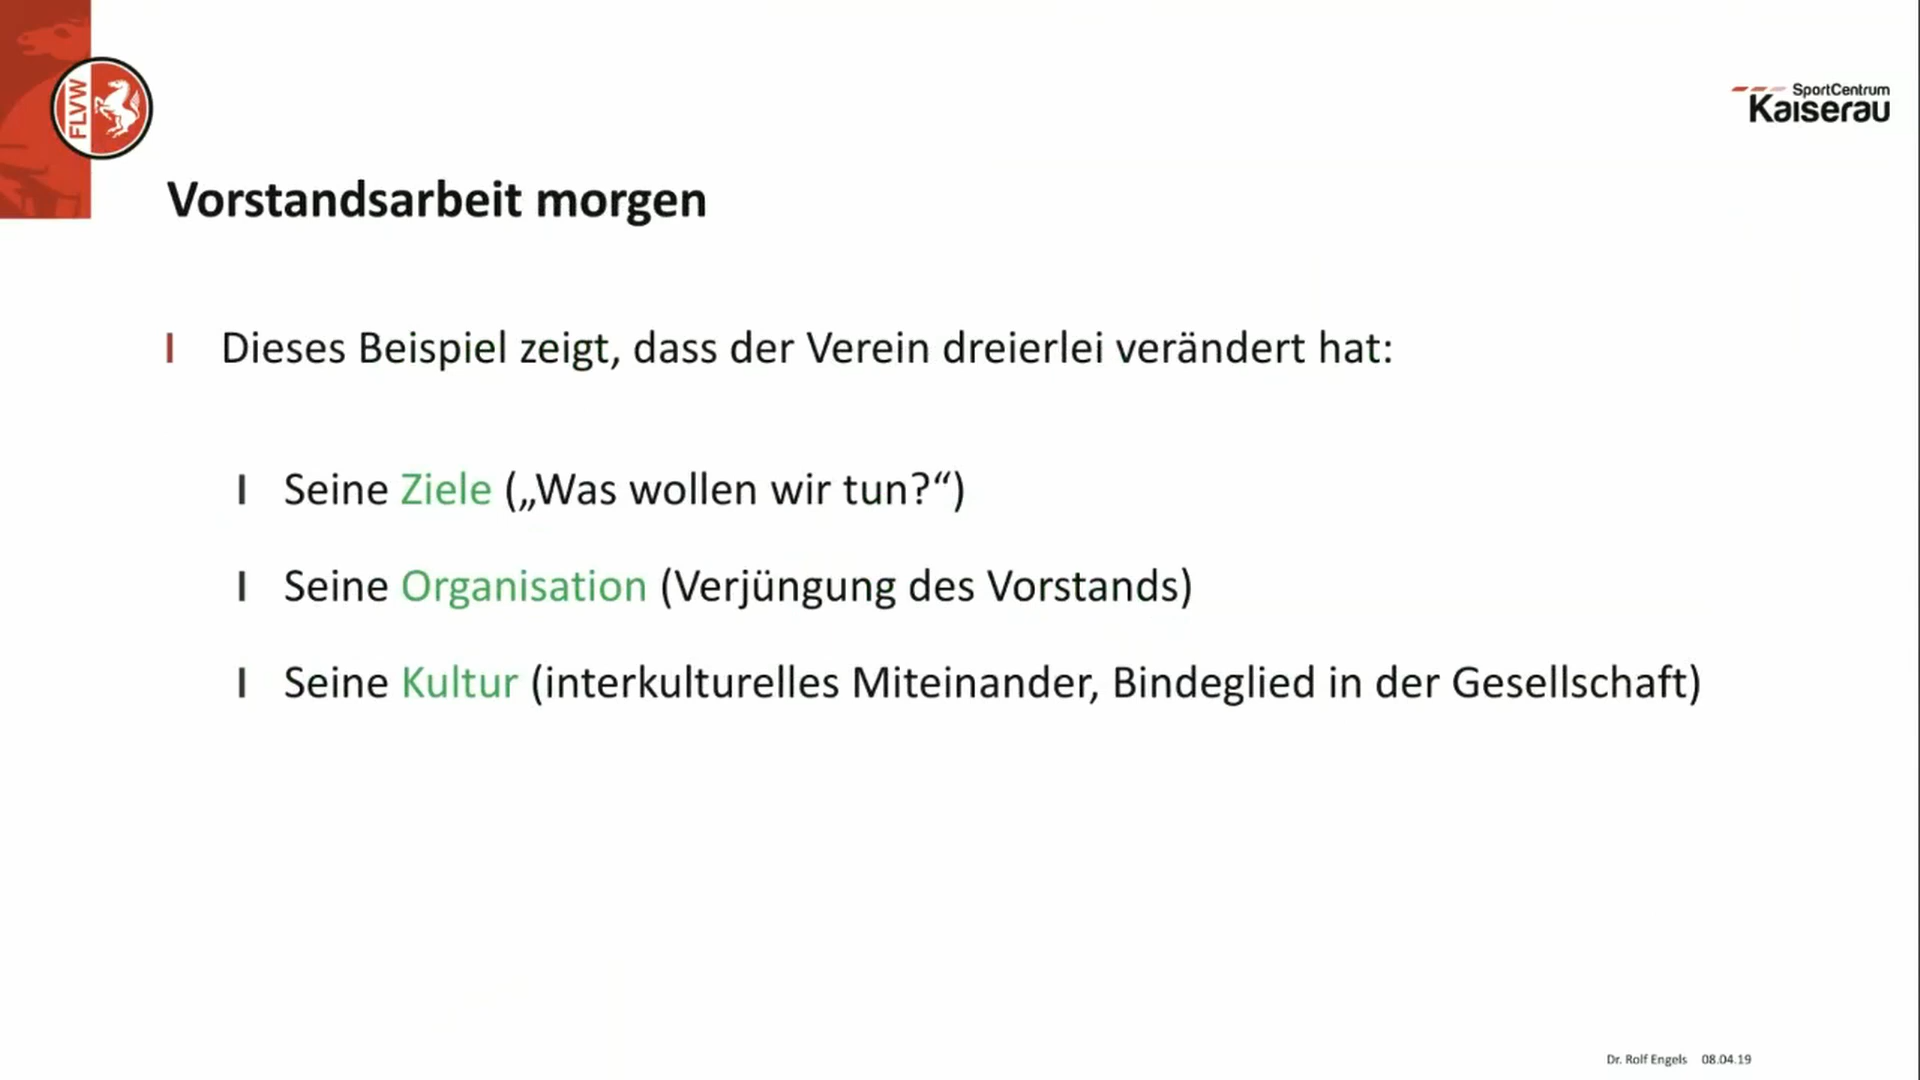 FLVW
SportCentrum
Kaiserau
Vorstandsarbeit morgen
Dieses Beispiel zeigt, dass der Verein dreierlei verändert hat:
Seine Ziele („Was wollen wir tun?“)
Seine Organisation (Verjüngung des Vorstands)
Seine Kultur (interkulturelles Miteinander, Bindeglied in der Gesellschaft)
Dr. Rolf Engels 08.04.19